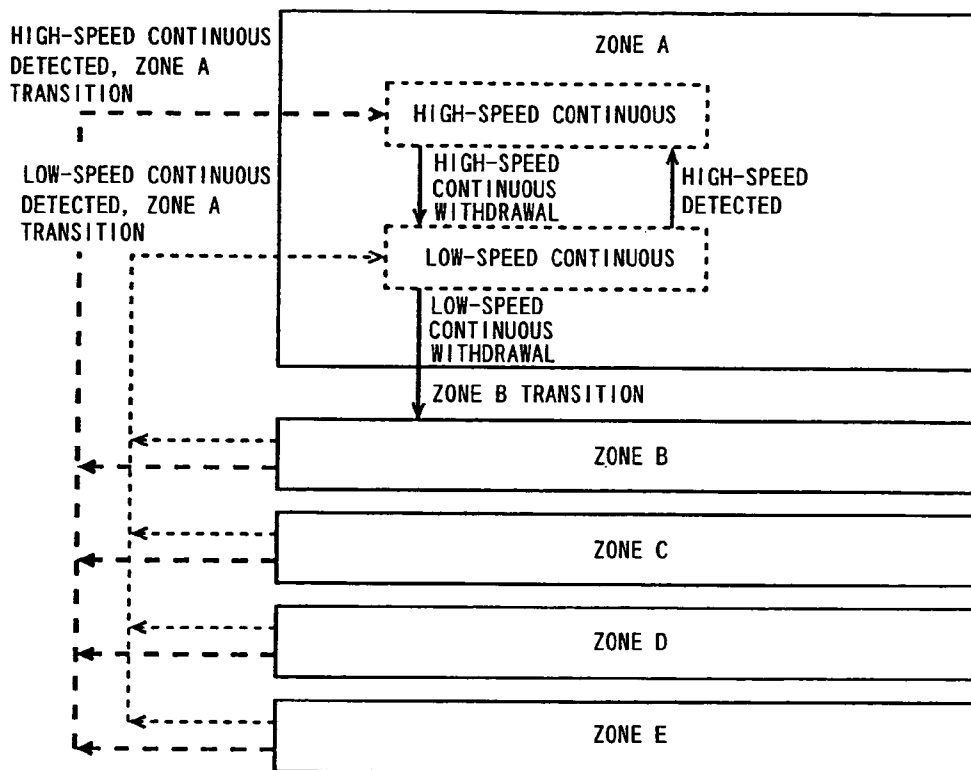 HIGH-SPEED CONTINUOUS
DETECTED, ZONE A
TRANSITION
ZONE A
HIGH-SPEED CONTINUOUS
HIGH-SPEED
CONTINUOUS
WITHDRAWAL
HIGH-SPEED
DETECTED
LOW-SPEED CONTINUOUS
DETECTED, ZONE A
TRANSITION
LOW-SPEED CONTINUOUS
LOW-SPEED
CONTINUOUS
WITHDRAWAL
ZONE B TRANSITION
ZONE B
ZONE C
ZONE D
ZONE E